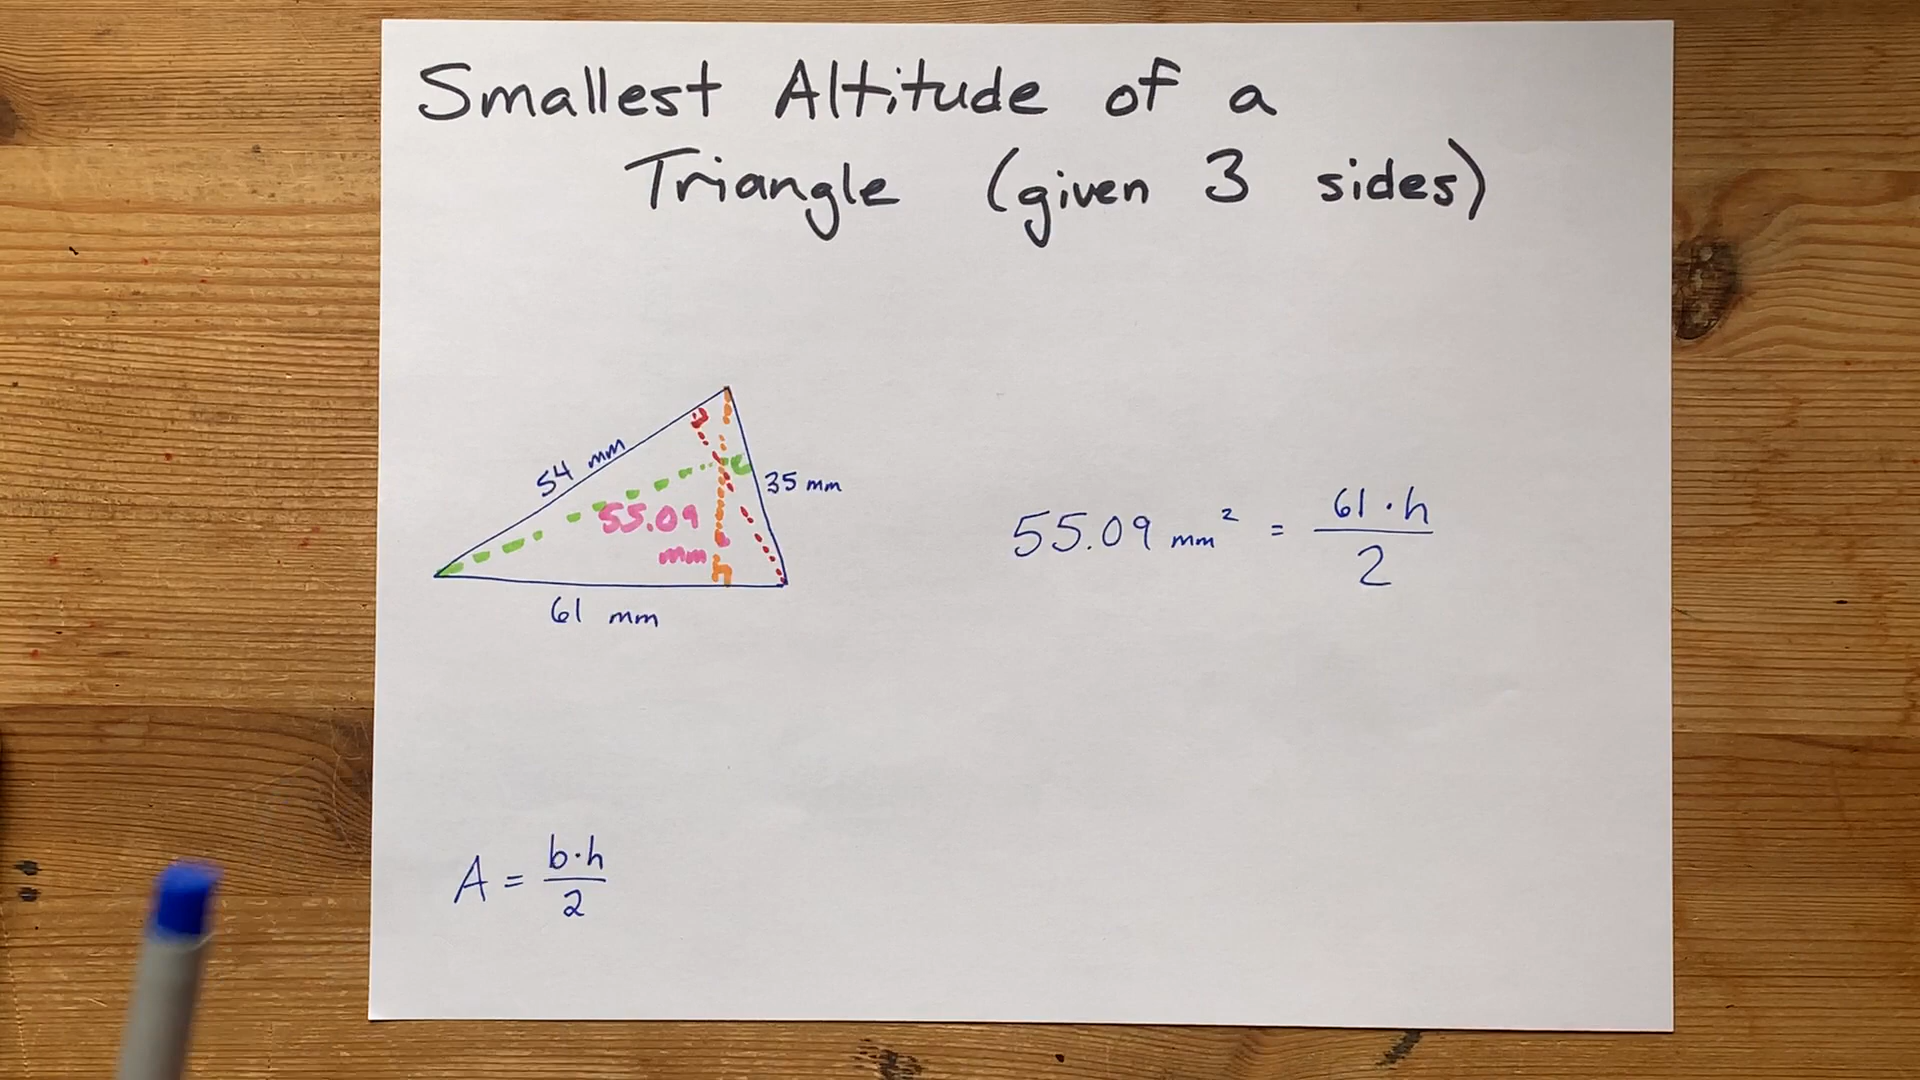 Smallest Altitude of a
Triangle (given 3 sides)
54 mm
35 mm
55.09
mm
61 mm
55.09 mm² = 61·h
2
A = b·h
2